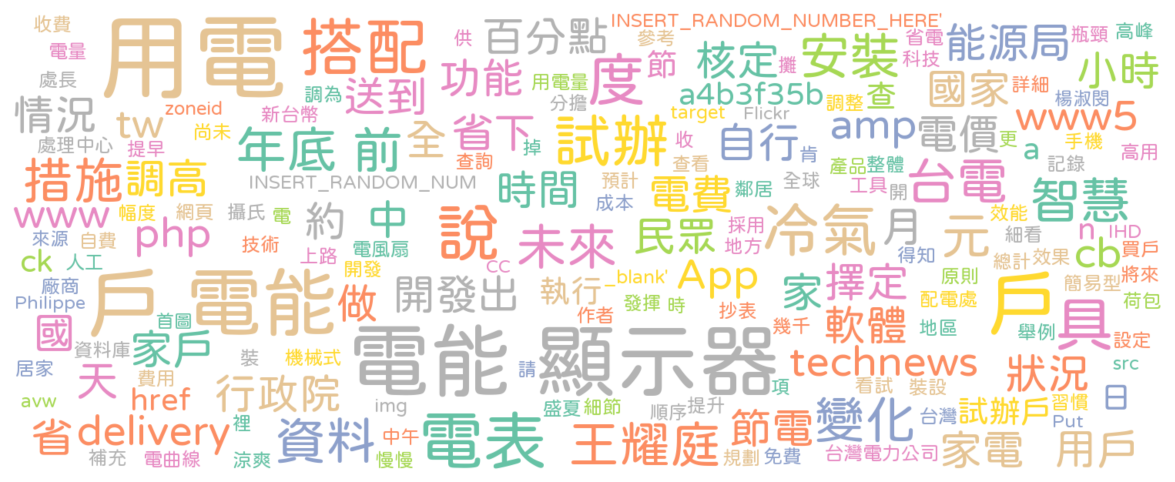 收費
用電
搭配
供
百分點
INSERT_RANDOM_NUMBER_HERE'
參考
安裝
省電
科技
能源局
瓶頸
高峰
電量
處長
功能
用電量
分擔
度
節
核定
攤
a4b3f35b
查
國家
詳細
小時
楊淑閔
情況
tw
zoneid
新台幣
調為
送到
target
Flickr
調整
amp
電價
更
www5
手機
處理中心
提早
尚未
年底 前
全
省下
查詢
掉
試辦
收
查看
自行
肯
產品
整體
a
記錄
高用
措施
調高
INSERT_RANDOM_NUM
時間
預計
成本
電費
鄰居
全球
工具
開
台電
智慧
www
幅度
網頁
攝氏
電
約
中
說
未來
民眾
採用
地方
冷氣
月
元
效能
細看
n
IHD
來源
自費
php
技術
上路
電風扇
CC
得知
總計
效果
cb
買戶
將來
ck
人工
廠商
Philippe
戶
電能
開發
做
開發出
執行
_blank'
作者
發揮
時
App
抄表
家
幾千
擇定
原則
配電處
簡易型
荷包
戶
具
國
首圖
資料庫
家戶
裝
機械式
電能
顯示器
請
軟體
地區
舉例
設定
居家
天
費用
technews
狀況
src
avw
href
行政院
img
項
看試
裝設
日
省
delivery
裡
資料
中午
電表
盛夏
細節
順序
提升
王耀庭
節電
變化
台灣
試辦戶
習慣
Put
補充
電曲線
涼爽
慢慢
規劃
免費
台灣電力公司
家電
用戶